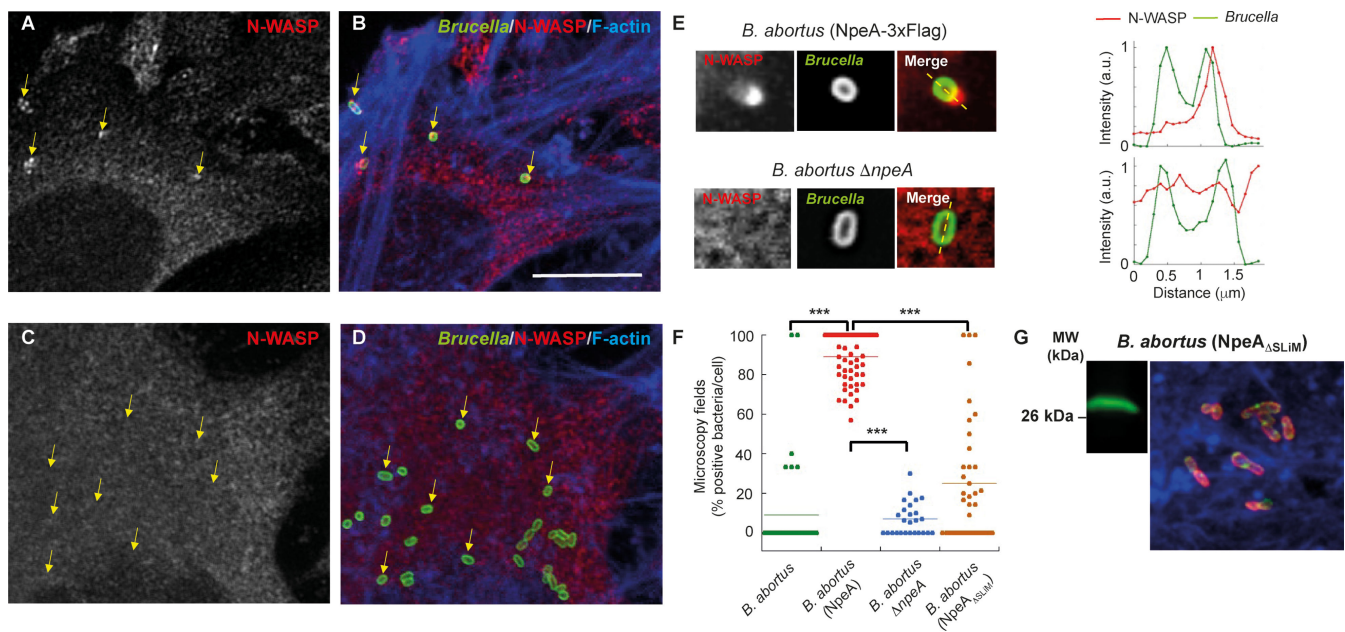 A
N-WASP
B
Brucella/N-WASP/F-actin
C
N-WASP
D
Brucella/N-WASP/F-actin
E
B. abortus (NpeA-3xFlag)
N-WASP
Brucella
Merge
B. abortus ΔnpeA
N-WASP
Brucella
Merge
N-WASP
Brucella
1
Intensity (a.u.)
0
1
Intensity (a.u.)
0
0
0.5
1
1.5
Distance (μm)
F
***
***
***
Microscopy fields
(% positive bacteria/cell)
100
80
60
40
20
0
B. abortus
B. abortus
(NpeA)
B. abortus
ΔnpeA
B. abortus
(NpeAΔSLiM)
G
MW
(kDa)
B. abortus (NpeAΔSLiM)
26 kDa